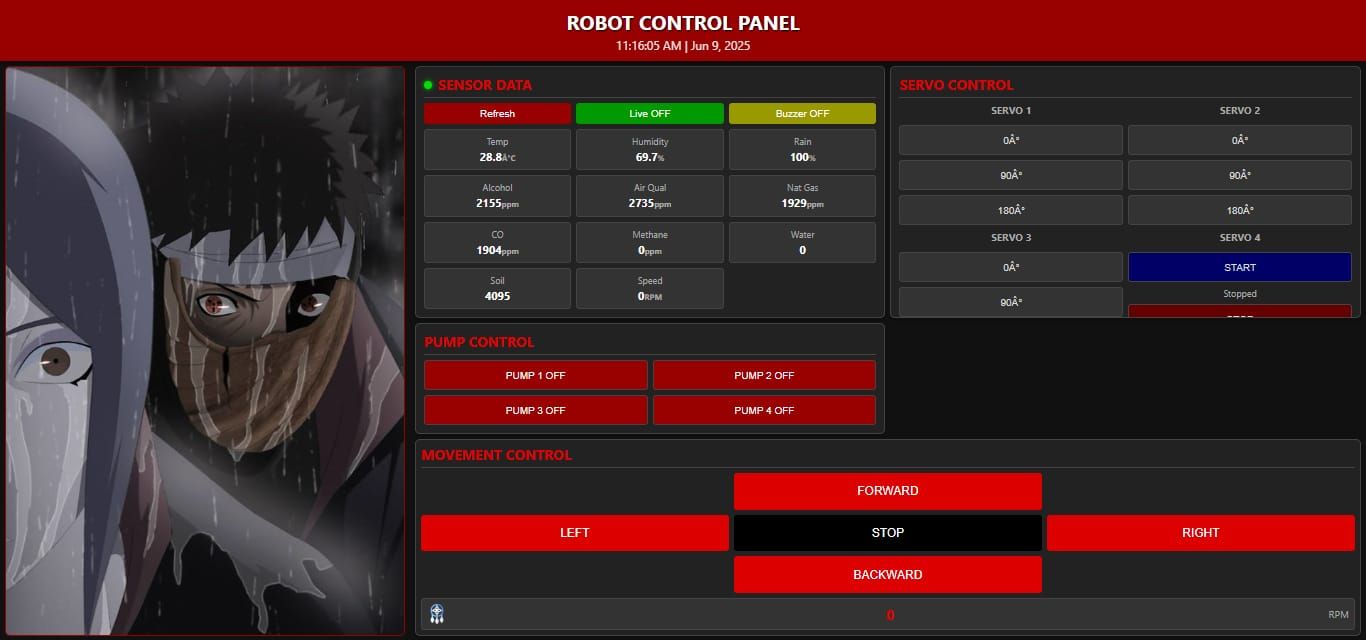 ROBOT CONTROL PANEL
11:16:05 AM | Jun 9, 2025
SENSOR DATA
Refresh Live OFF Buzzer OFF
Temp Humidity Rain
28.8Â°C 69.7% 100%
Alcohol Air Qual Nat Gas
2155ppm 2735ppm 1929ppm
CO Methane Water
1904ppm 0ppm 0
Soil Speed
4095 0RPM
SERVO CONTROL
SERVO 1 SERVO 2
0Â° 0Â°
90Â° 90Â°
180Â° 180Â°
SERVO 3 SERVO 4
0Â° START
90Â° Stopped
PUMP CONTROL
PUMP 1 OFF PUMP 2 OFF
PUMP 3 OFF PUMP 4 OFF
MOVEMENT CONTROL
FORWARD
LEFT STOP RIGHT
BACKWARD
0 RPM